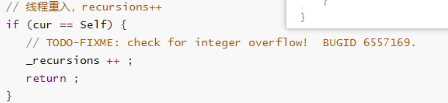 // 线程重入，recursions++
if (cur == Self) {
// TODO-FIXME: check for integer overflow! BUGID 6557169.
_recursions ++ ;
return ;
}
}